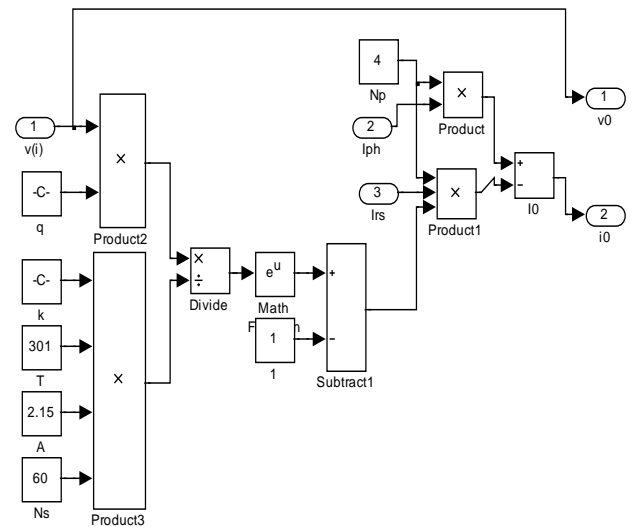 4
Np
1
v(i)
2
Iph
×
Product
1
v0
-C-
q
×
Product2
3
Irs
×
Product1
+
−
I0
2
i0
-C-
k
×
÷
Divide
e^u
Math
+
301
T
×
1
1
−
Subtract1
2.15
A
60
Ns
Product3